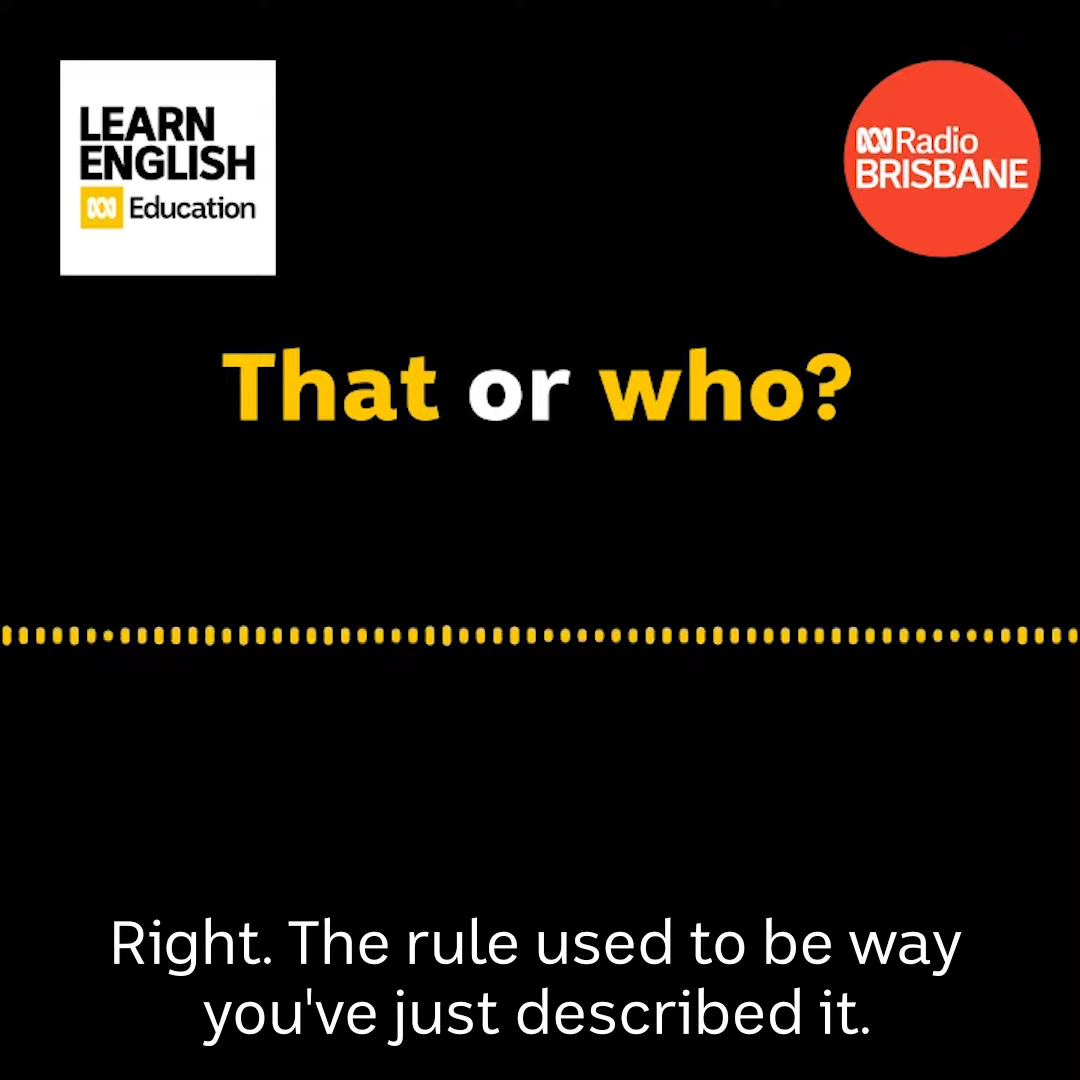 LEARN
ENGLISH
Education
Radio
BRISBANE
That or who?
Right. The rule used to be way
you've just described it.